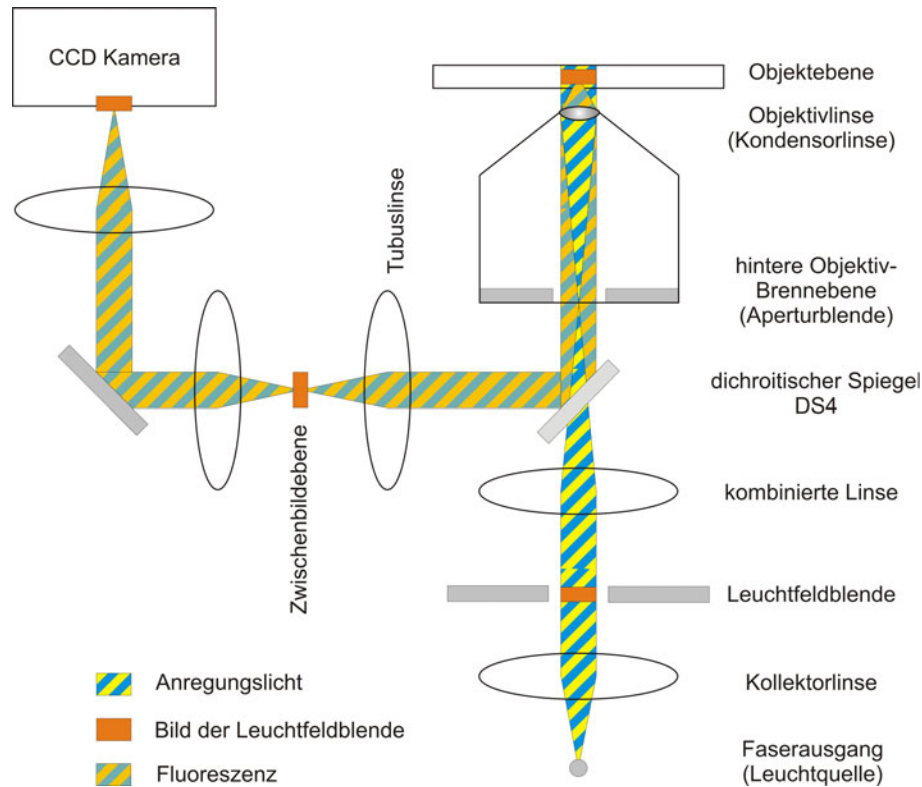 CCD Kamera
Objektebene
Objektivlinse
(Kondensorlinse)
Tubuslinse
hintere Objektiv-
Brennebene
(Aperturblende)
dichroitischer Spiegel
DS4
Zwischenbildebene
kombinierte Linse
Leuchtfeldblende
Anregungslicht
Kollektorlinse
Bild der Leuchtfeldblende
Fluoreszenz
Faserausgang
(Leuchtquelle)